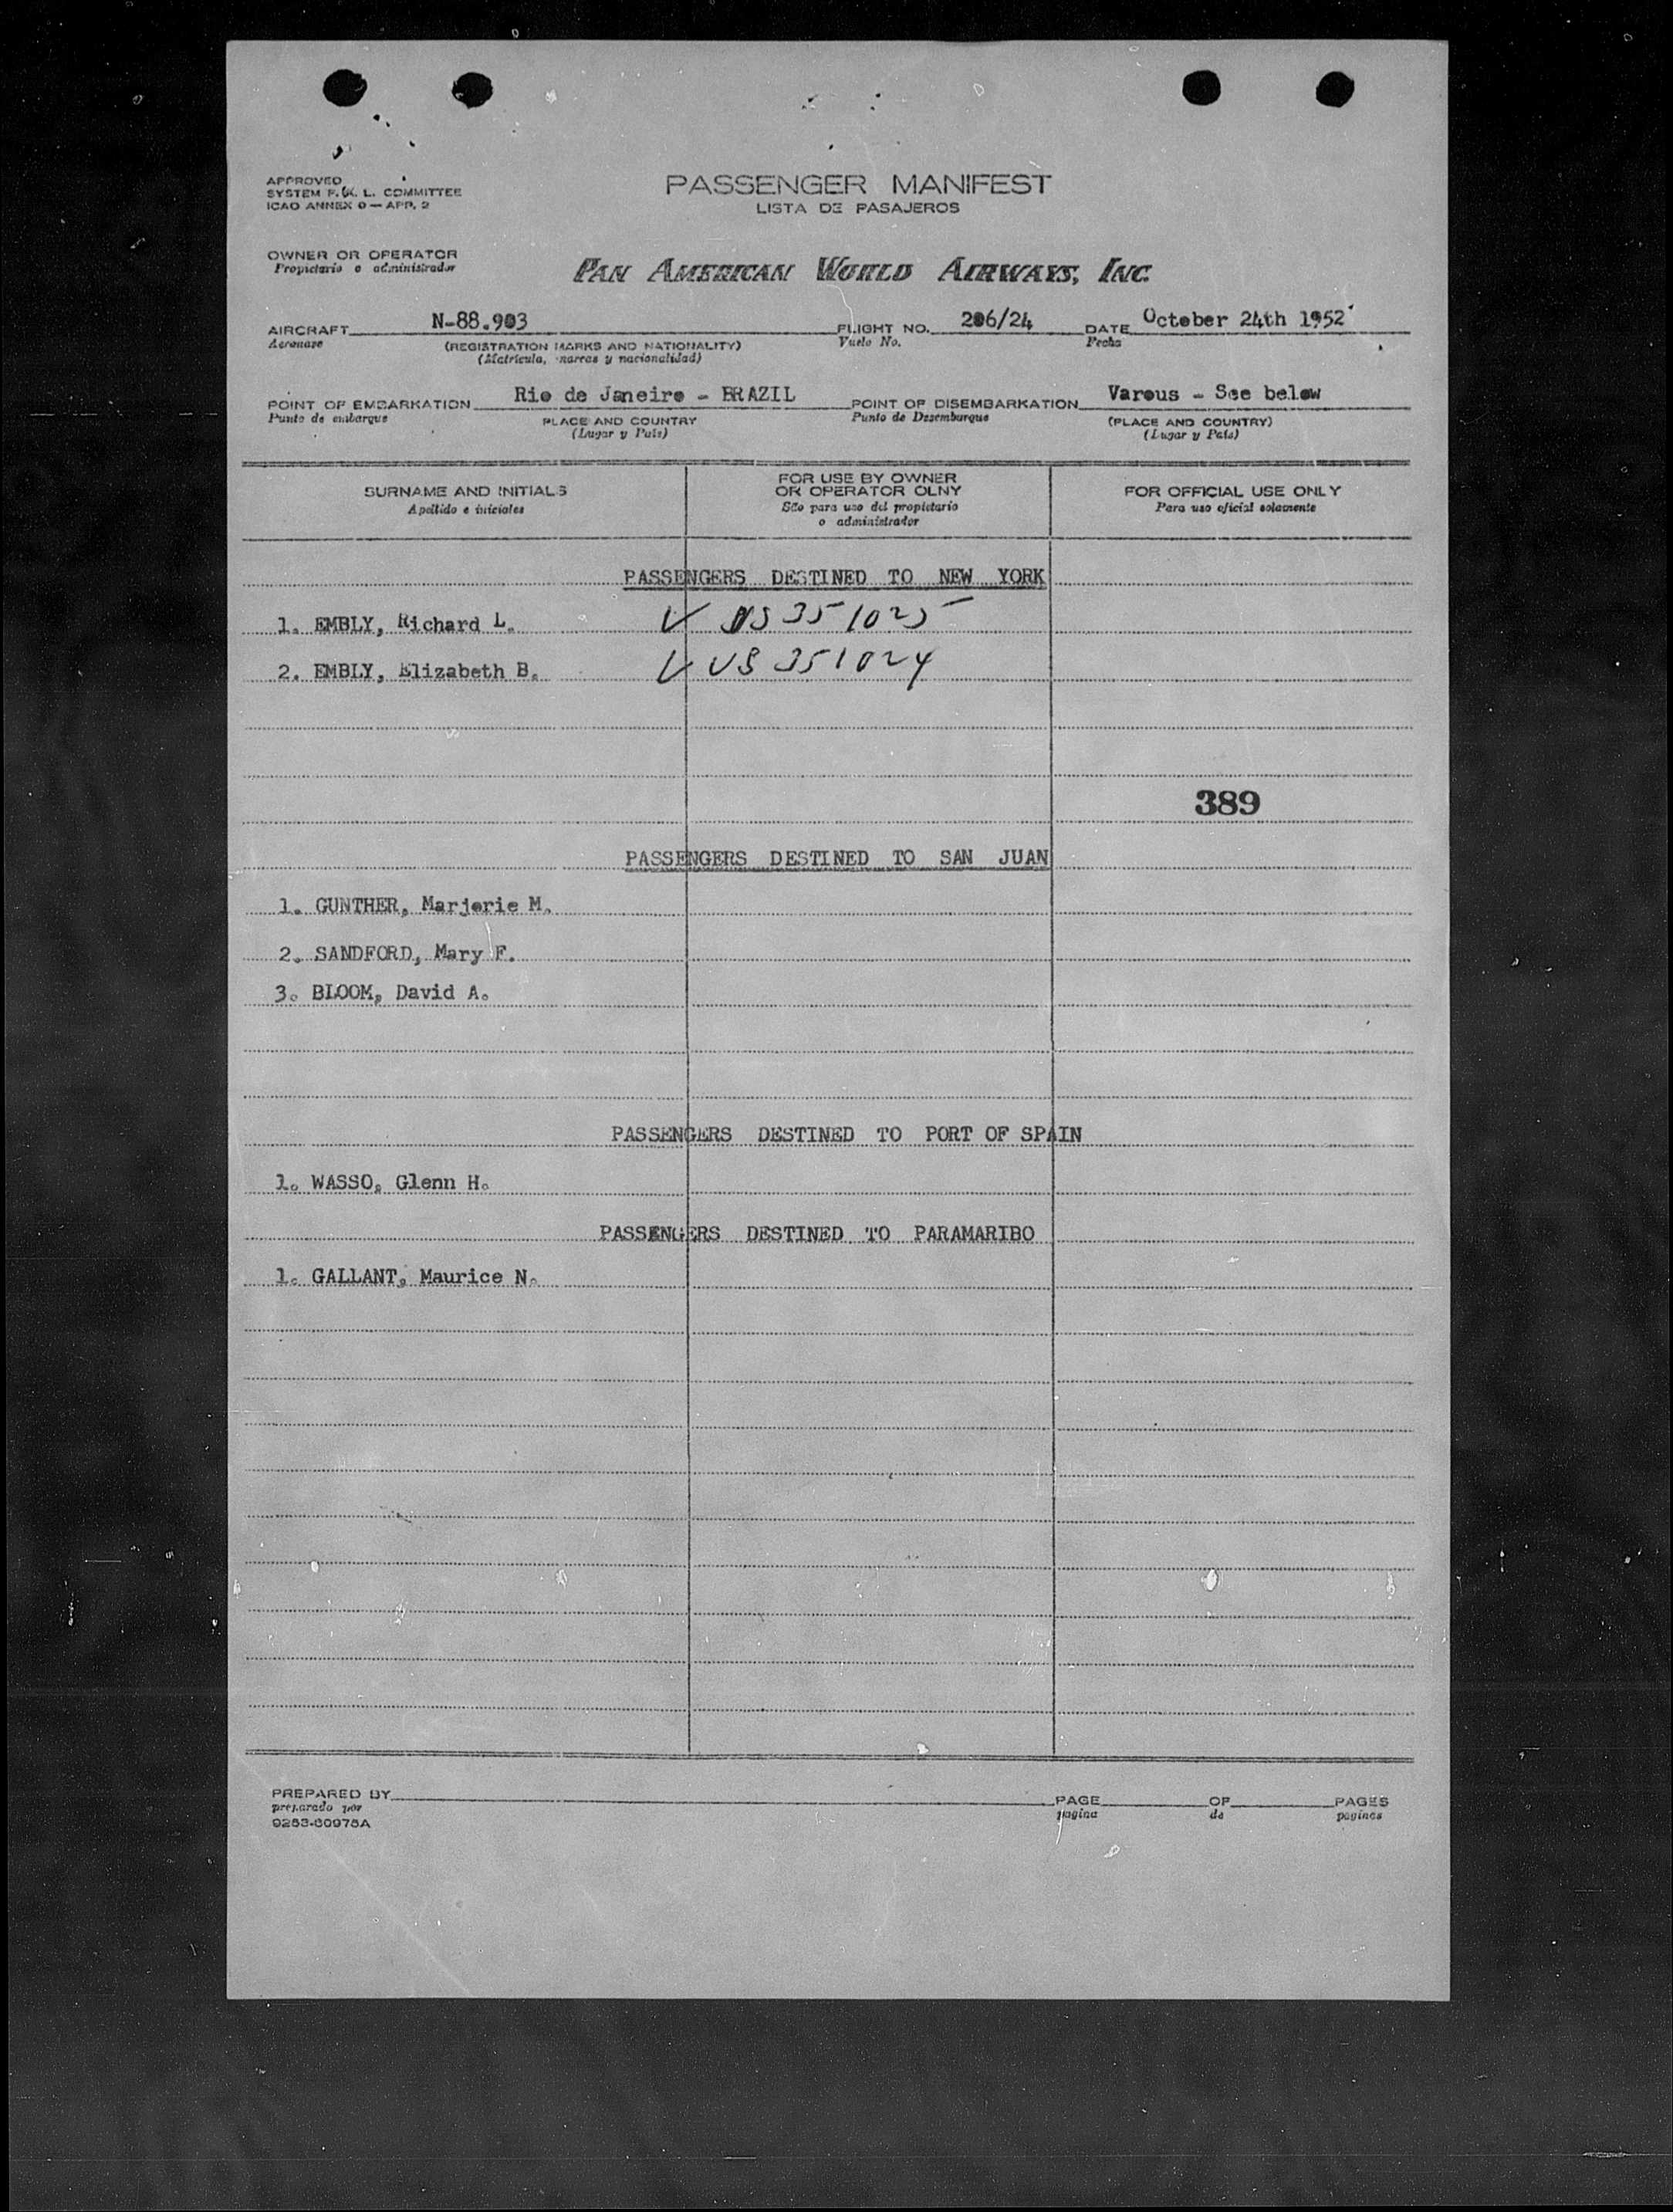 APPROVED
SYSTEM F. & L. COMMITTEE
ICAO ANNEX 9 — APP. 2
PASSENGER MANIFEST
LISTA DE PASAJEROS
OWNER OR OPERATOR
Propietario o administrador
PAN AMERICAN WORLD AIRWAYS, INC.
AIRCRAFT N-88.903 FLIGHT NO. 206/24 DATE October 24th 1952
Aeronave (REGISTRATION MARKS AND NATIONALITY) Vuelo No. Fecha
(Matrícula, marcas y nacionalidad)
POINT OF EMBARKATION Rio de Janeiro - BRAZIL POINT OF DISEMBARKATION Varous - See below
Punto de embarque PLACE AND COUNTRY Punto de Desembarque (PLACE AND COUNTRY)
(Lugar y País) (Lugar y País)
SURNAME AND INITIALS
Apellido e iniciales
FOR USE BY OWNER
OR OPERATOR OLNY
Sólo para uso del propietario
o administrador
FOR OFFICIAL USE ONLY
Para uso oficial solamente
PASSENGERS DESTINED TO NEW YORK
1. EMBLY, Richard L. V US 351025
2. EMBLY, Elizabeth B. V US 351024
389
PASSENGERS DESTINED TO SAN JUAN
1. GUNTHER, Marjorie M.
2. SANDFORD, Mary F.
3. BLOOM, David A.
PASSENGERS DESTINED TO PORT OF SPAIN
1. WASSO, Glenn H.
PASSENGERS DESTINED TO PARAMARIBO
1. GALLANT, Maurice N.
PREPARED BY PAGE OF PAGES
preparado por pagina de paginas
9253-60975A